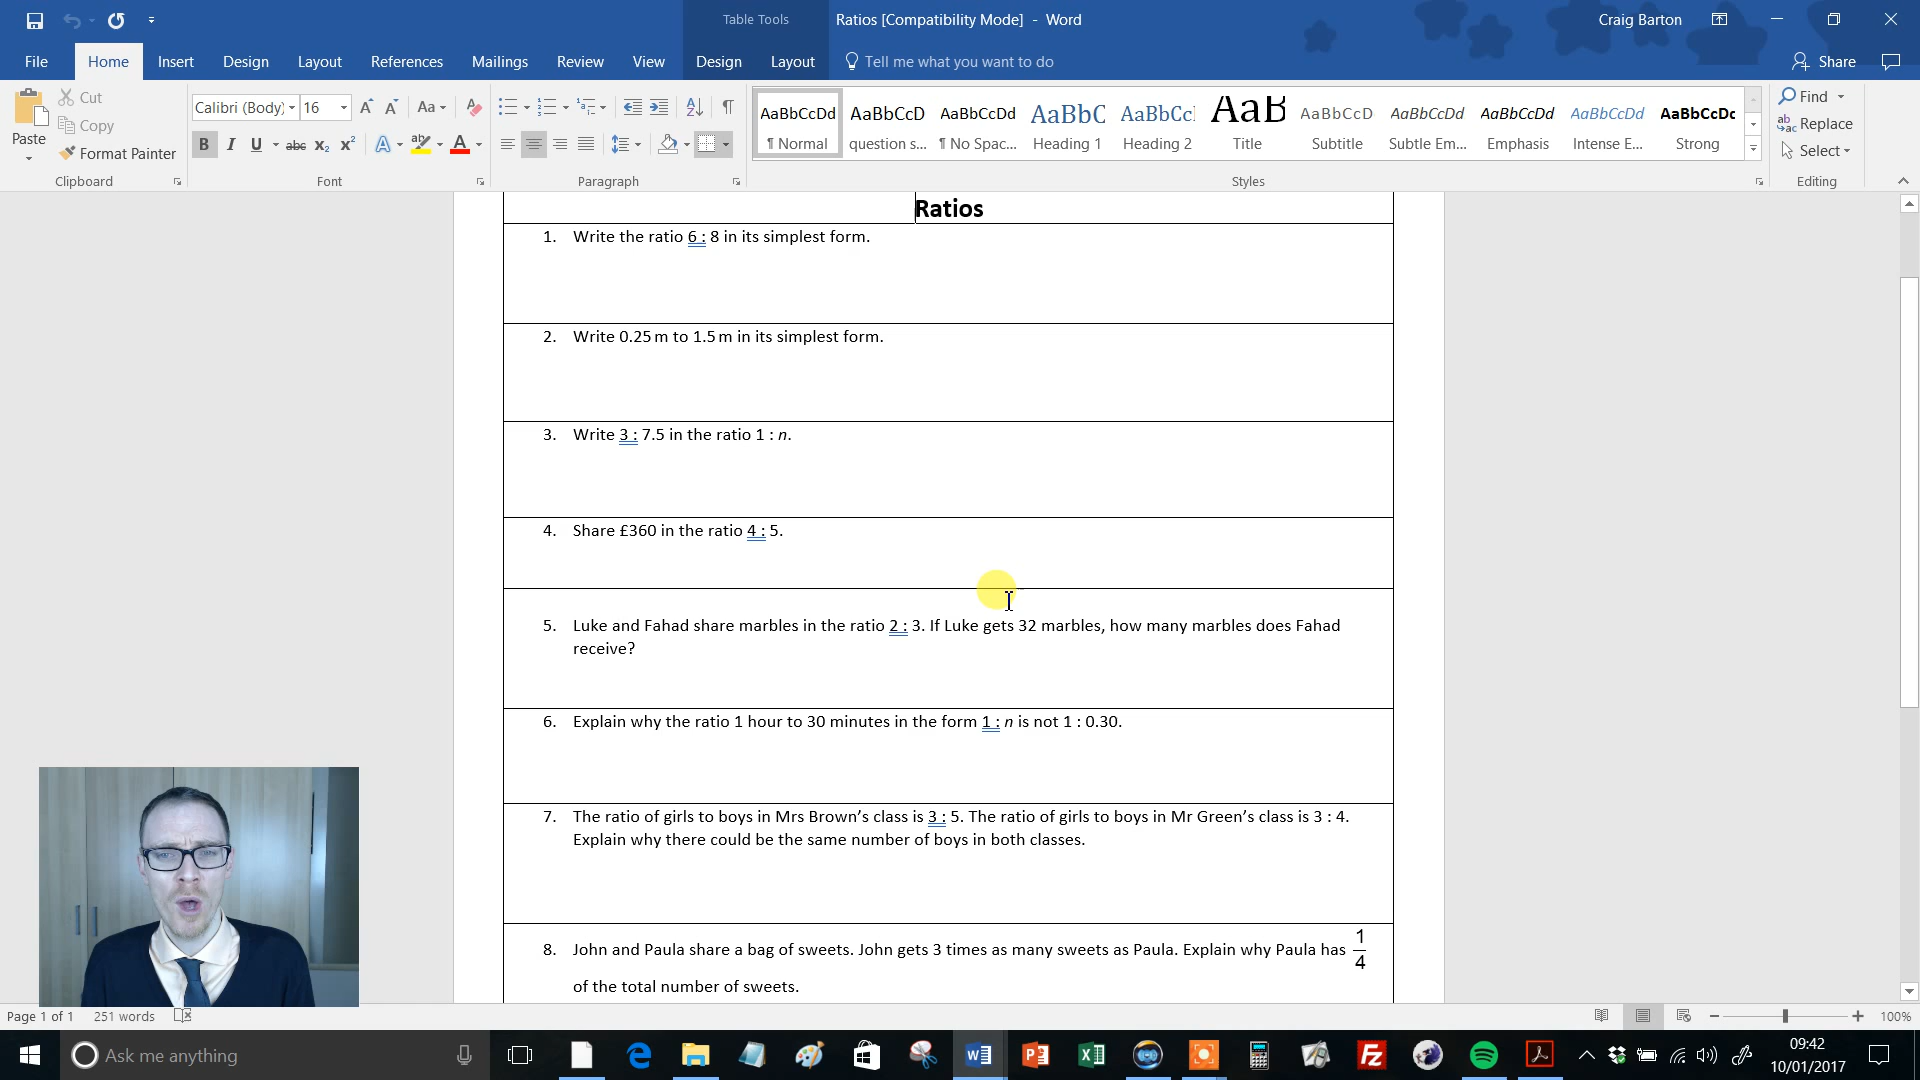 Table Tools
Ratios [Compatibility Mode] - Word
Craig Barton
File
Home
Insert
Design
Layout
References
Mailings
Review
View
Design
Layout
Tell me what you want to do
Share
Paste
Cut
Copy
Format Painter
Clipboard
Calibri (Body)
16
Font
Paragraph
AaBbCcDd
¶ Normal
AaBbCcD
question s...
AaBbCcDd
¶ No Spac...
AaBbC
Heading 1
AaBbCc
Heading 2
AaB
Title
AaBbCcD
Subtitle
AaBbCcDd
Subtle Em...
AaBbCcDd
Emphasis
AaBbCcDd
Intense E...
AaBbCcDc
Strong
Styles
Find
Replace
Select
Editing
Ratios
1. Write the ratio 6 : 8 in its simplest form.
2. Write 0.25 m to 1.5 m in its simplest form.
3. Write 3 : 7.5 in the ratio 1 : n.
4. Share £360 in the ratio 4 : 5.
5. Luke and Fahad share marbles in the ratio 2 : 3. If Luke gets 32 marbles, how many marbles does Fahad
receive?
6. Explain why the ratio 1 hour to 30 minutes in the form 1 : n is not 1 : 0.30.
7. The ratio of girls to boys in Mrs Brown’s class is 3 : 5. The ratio of girls to boys in Mr Green’s class is 3 : 4.
Explain why there could be the same number of boys in both classes.
8. John and Paula share a bag of sweets. John gets 3 times as many sweets as Paula. Explain why Paula has 1/4
of the total number of sweets.
Page 1 of 1
251 words
100%
Ask me anything
09:42
10/01/2017